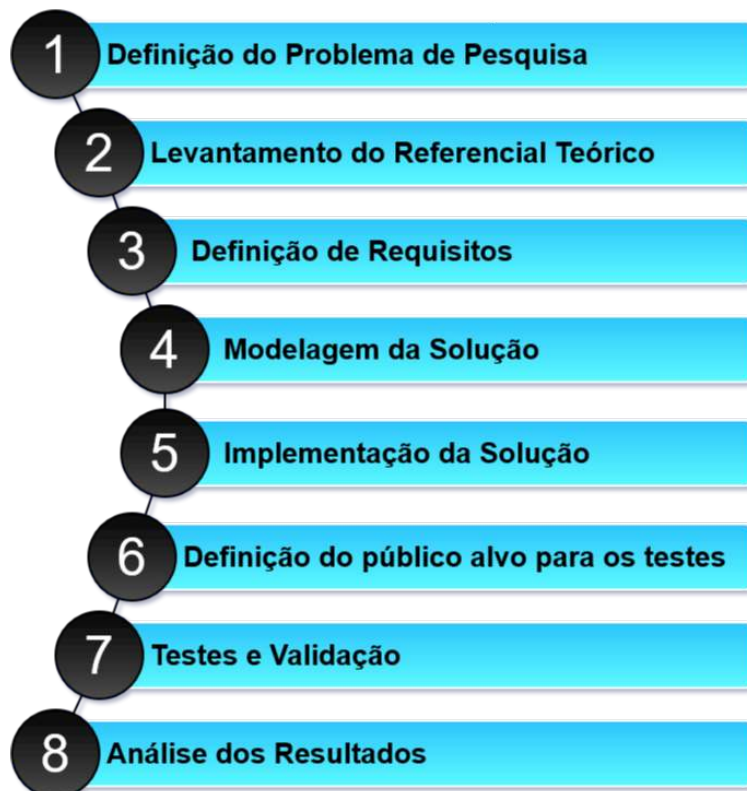 1 Definição do Problema de Pesquisa
2 Levantamento do Referencial Teórico
3 Definição de Requisitos
4 Modelagem da Solução
5 Implementação da Solução
6 Definição do público alvo para os testes
7 Testes e Validação
8 Análise dos Resultados